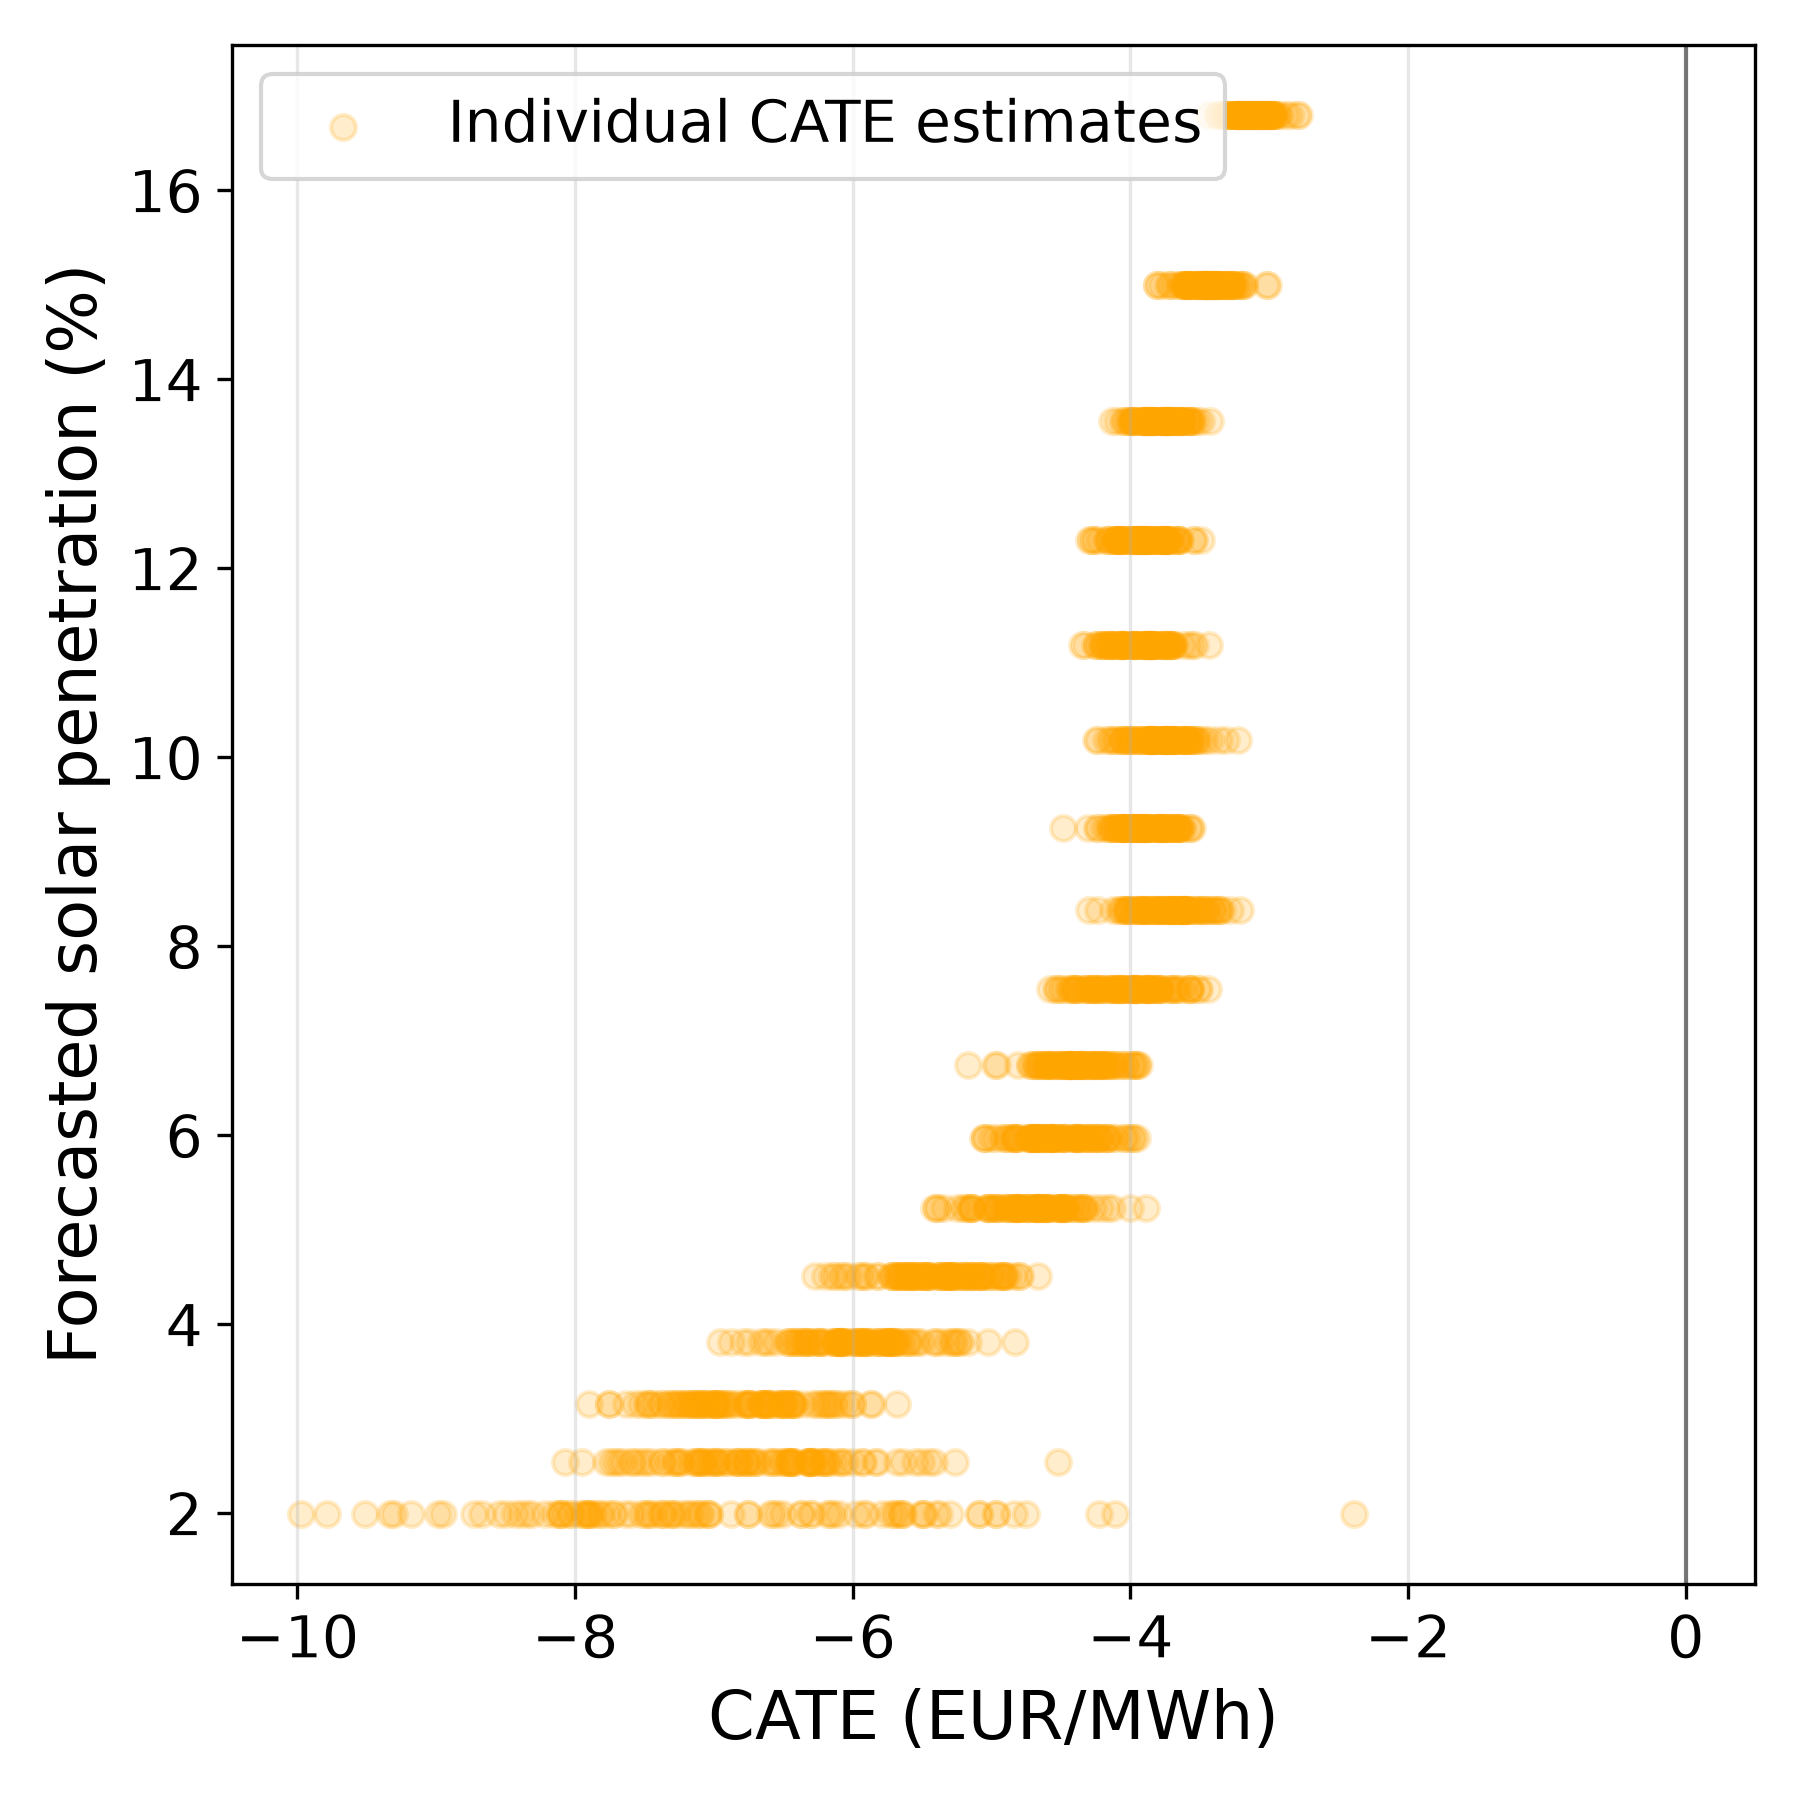 Individual CATE estimates
Forecasted solar penetration (%)
16
14
12
10
8
6
4
2
−10 −8 −6 −4 −2 0
CATE (EUR/MWh)